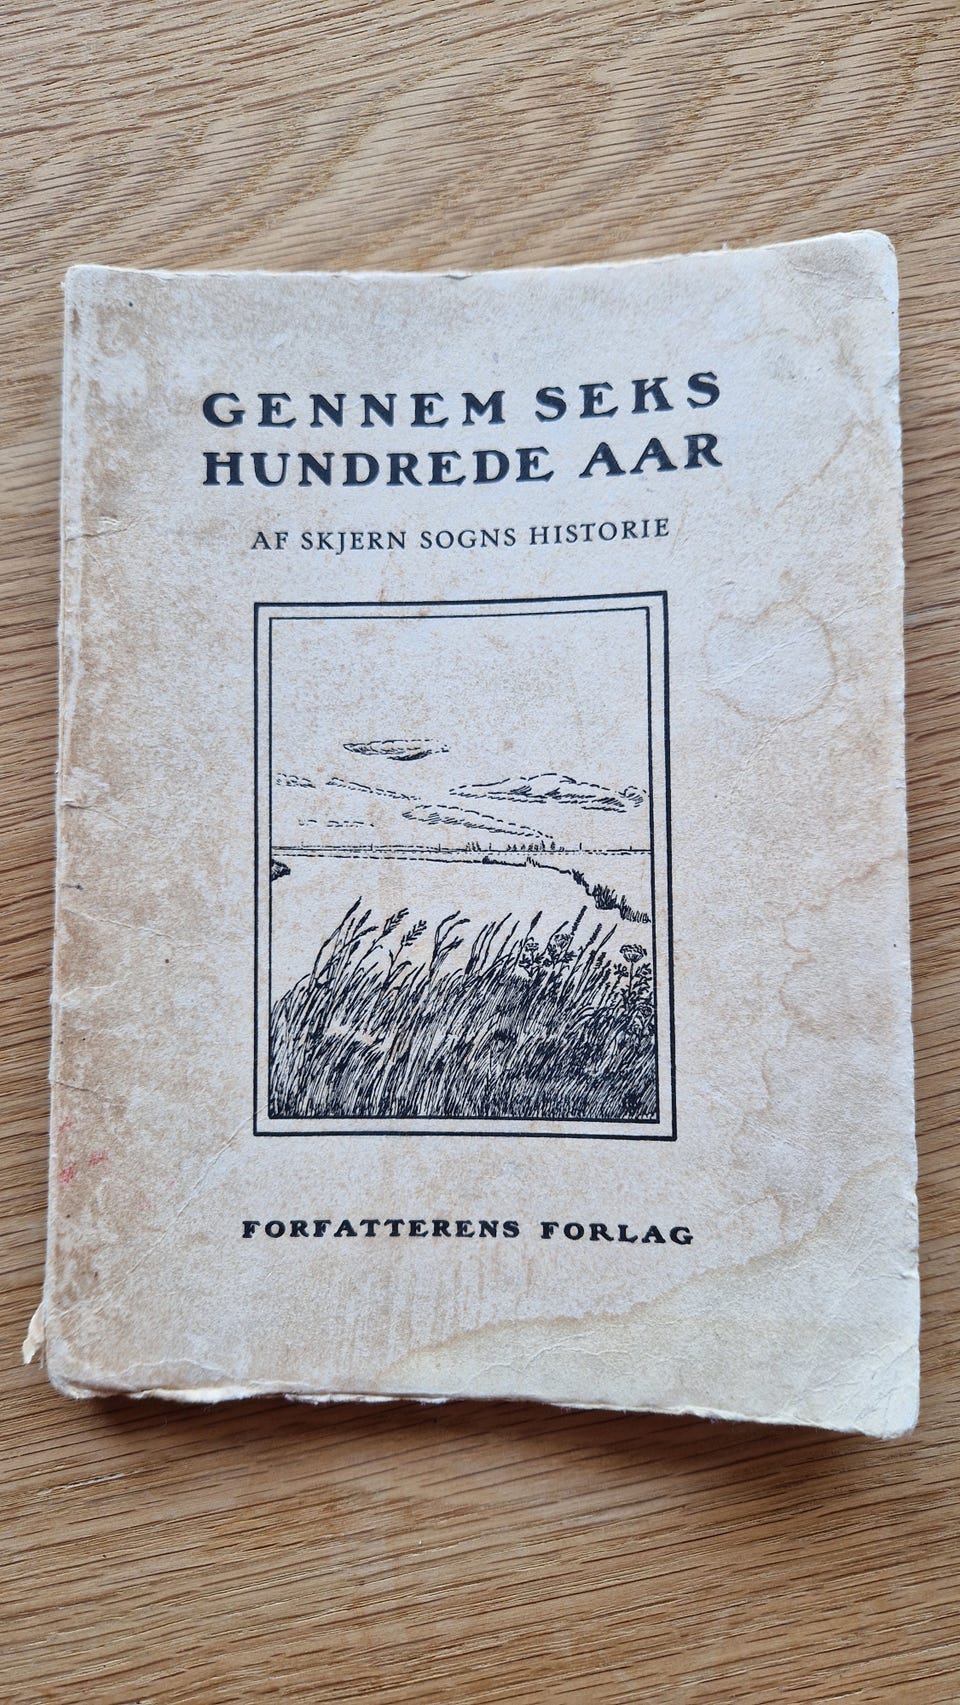 GENNEM SEKS
HUNDREDE AAR
AF SKJERN SOGNS HISTORIE
FORFATTERENS FORLAG